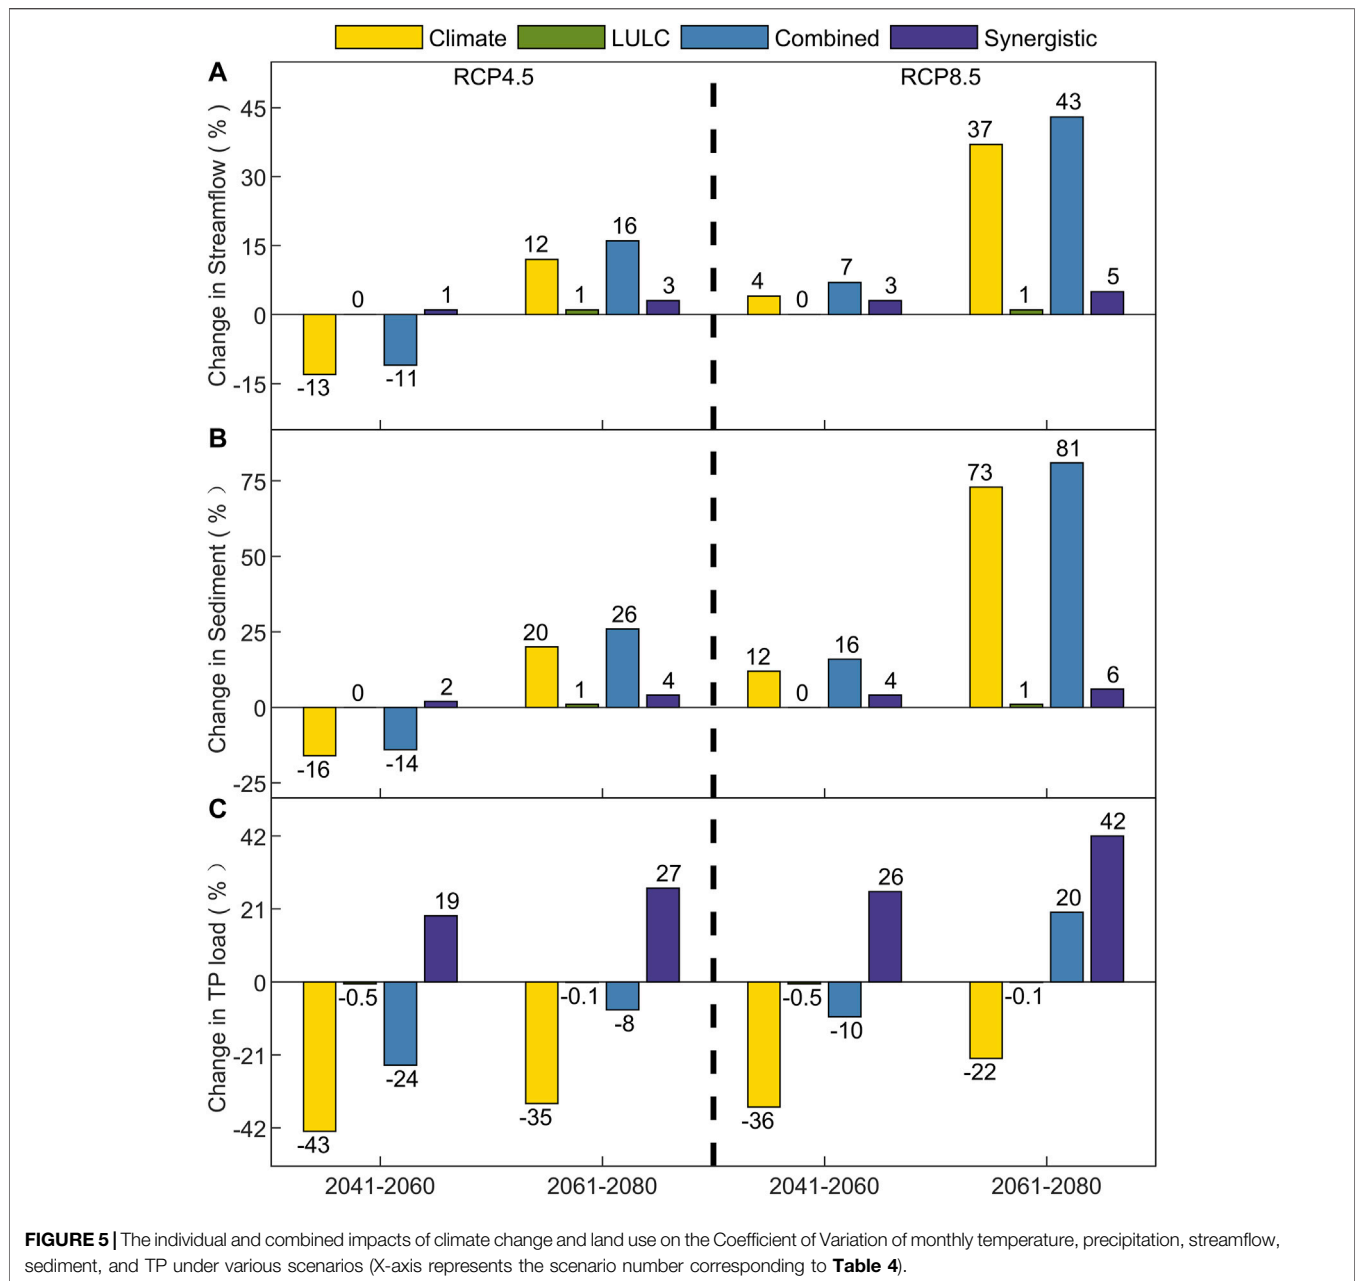 Climate LULC Combined Synergistic
A
RCP4.5 RCP8.5
Change in Streamflow ( % )
45
30
15
0
-15
-13 0 -11 1 12 1 16 3 4 0 7 3 37 1 43 5
B
Change in Sediment ( % )
75
50
25
0
-25
-16 0 -14 2 20 1 26 4 12 0 16 4 73 1 81 6
C
Change in TP load ( % )
42
21
0
-21
-42
-43 -0.5 -24 19 -35 -0.1 -8 27 -36 -0.5 -10 26 -22 -0.1 20 42
2041-2060 2061-2080 2041-2060 2061-2080
FIGURE 5 | The individual and combined impacts of climate change and land use on the Coefficient of Variation of monthly temperature, precipitation, streamflow,
sediment, and TP under various scenarios (X-axis represents the scenario number corresponding to Table 4).